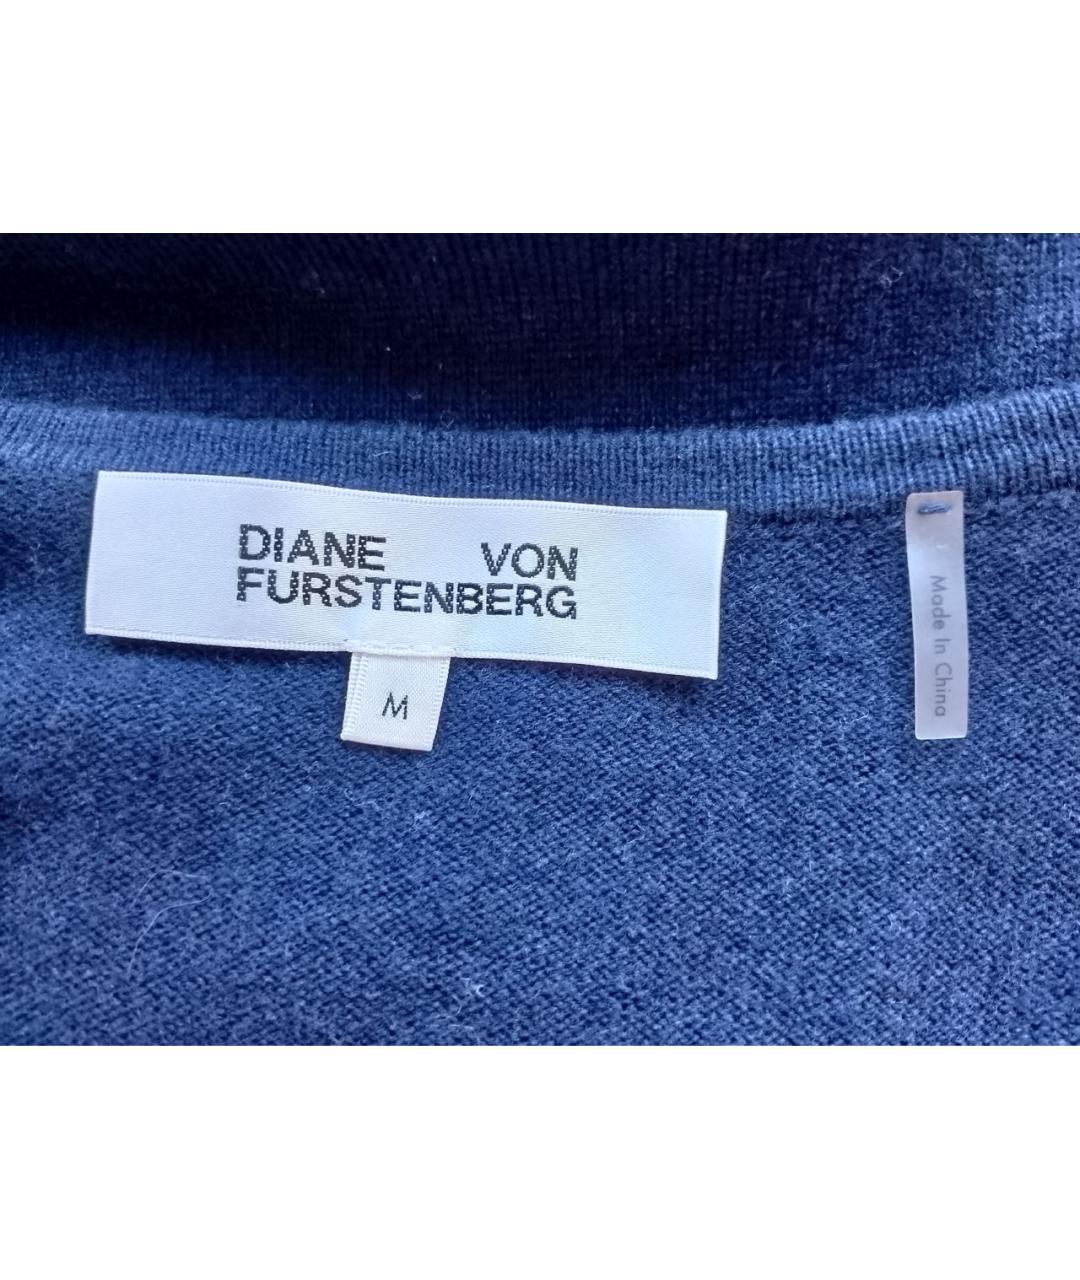 DIANE VON
FURSTENBERG
M
Made In China